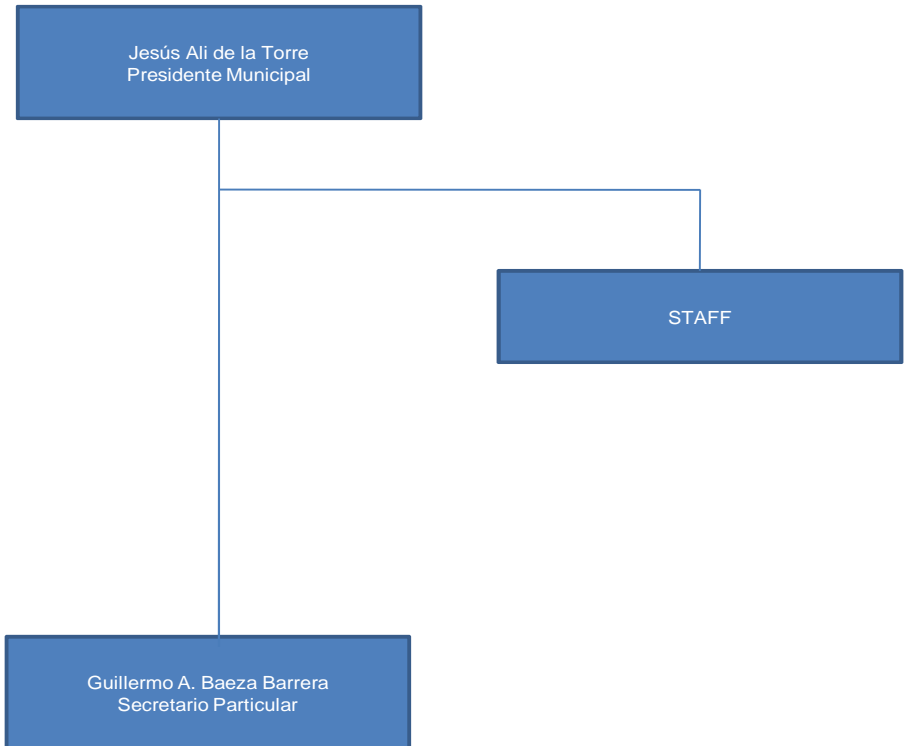 Jesús Ali de la Torre
Presidente Municipal
STAFF
Guillermo A. Baeza Barrera
Secretario Particular